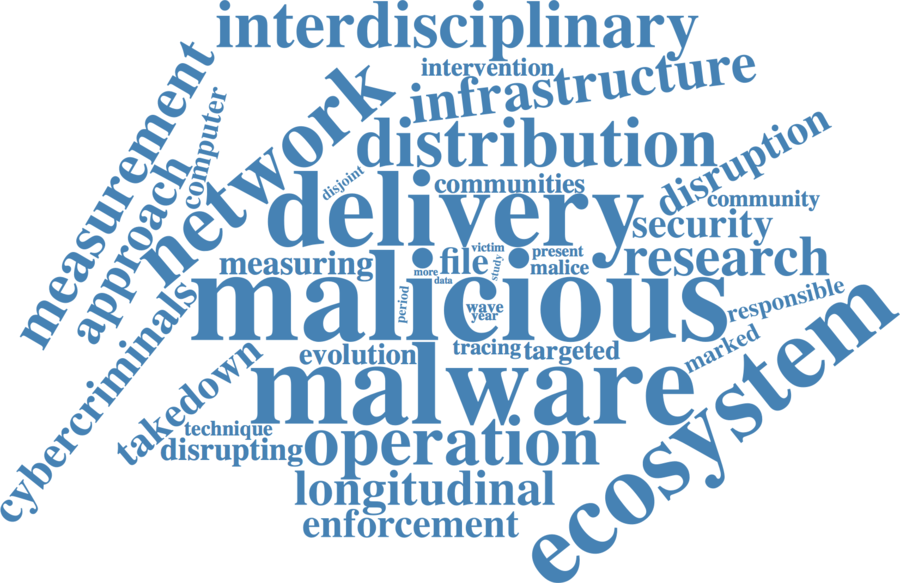 interdisciplinary
intervention
infrastructure
measurement
computer
network
distribution
disruption
approach
disjoint
communities
delivery
community
security
victim
present
research
measuring
file
study
more
data
malice
malicious
period
wave
year
responsible
cybercriminals
evolution
tracing
targeted
marked
ecosystem
takedown
malware
technique
disrupting
operation
longitudinal
enforcement